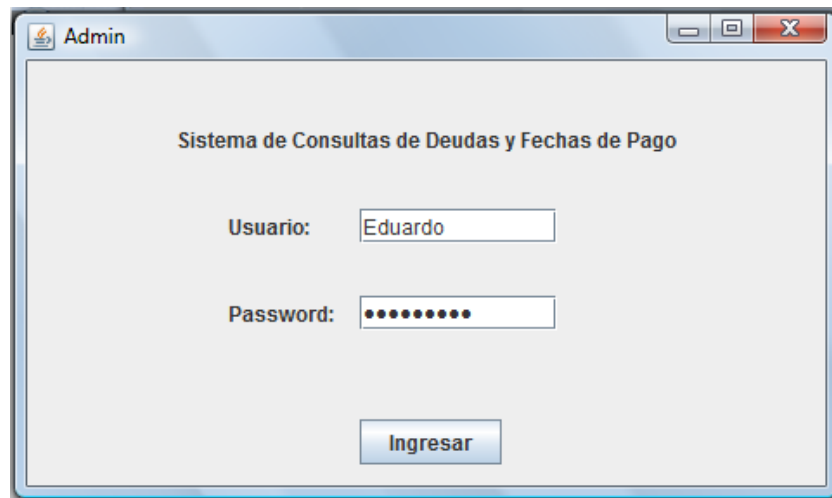 Admin
Sistema de Consultas de Deudas y Fechas de Pago
Usuario: Eduardo
Password: •••••••••
Ingresar